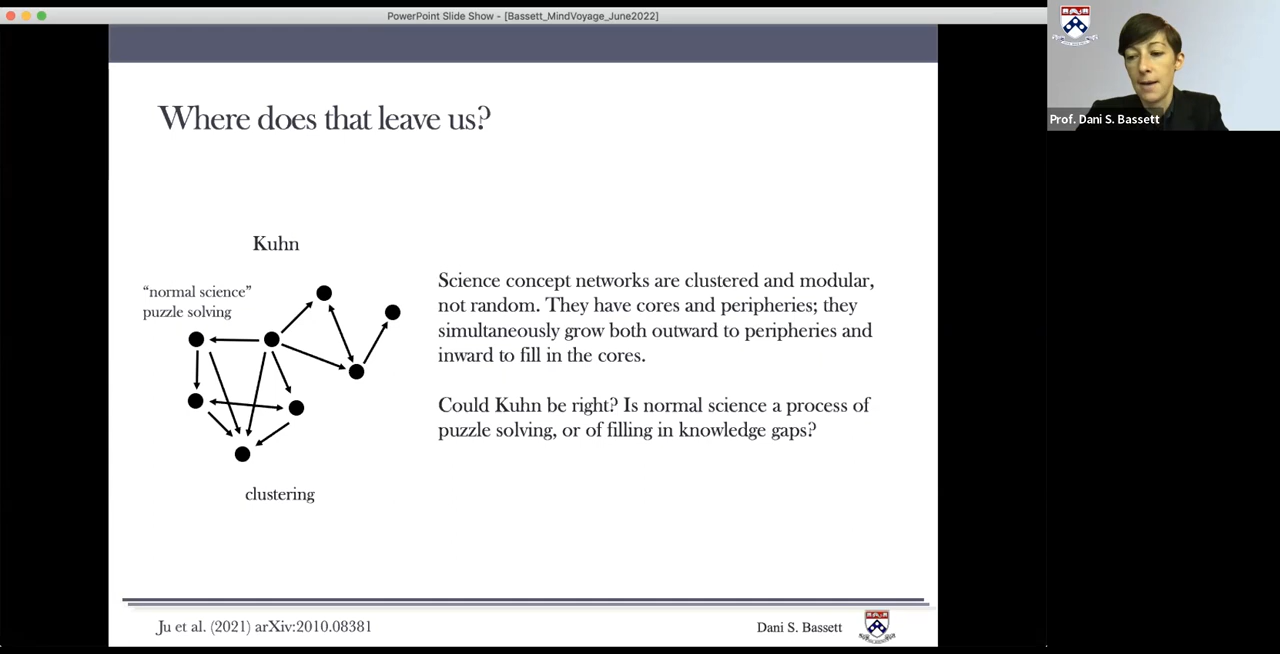 PowerPoint Slide Show - [Bassett_MindVoyage_June2022]
Prof. Dani S. Bassett
Where does that leave us?
Kuhn
“normal science”
puzzle solving
clustering
Science concept networks are clustered and modular,
not random. They have cores and peripheries; they
simultaneously grow both outward to peripheries and
inward to fill in the cores.
Could Kuhn be right? Is normal science a process of
puzzle solving, or of filling in knowledge gaps?
Ju et al. (2021) arXiv:2010.08381
Dani S. Bassett